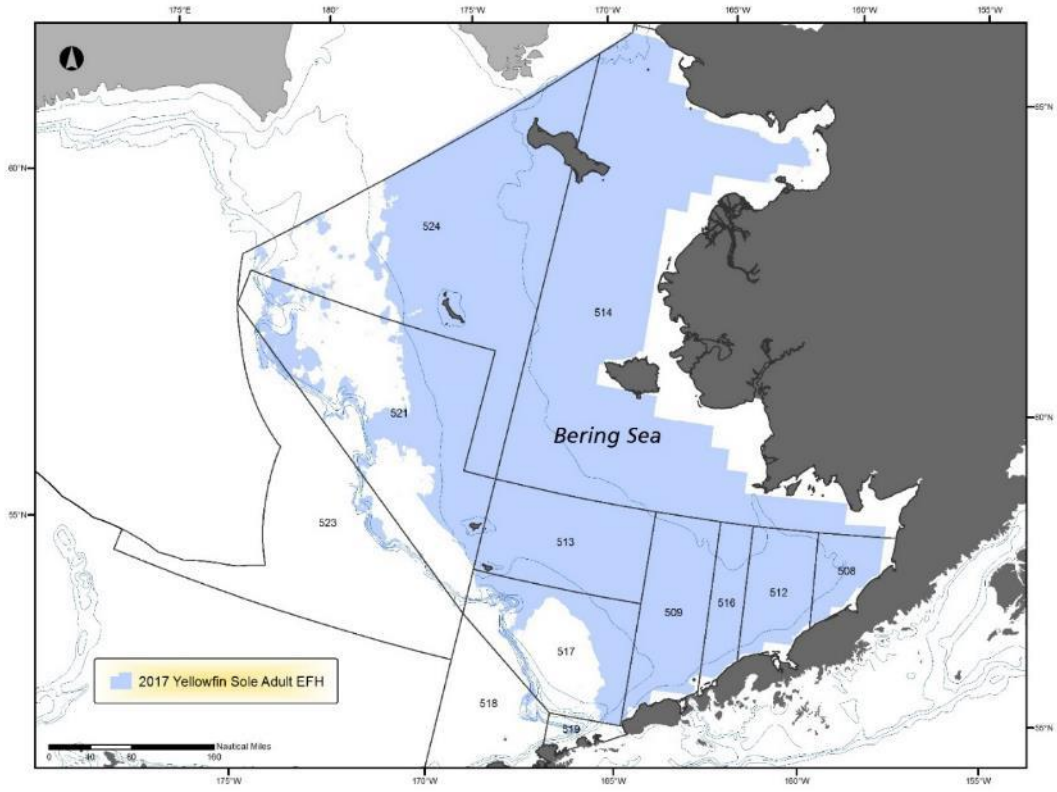 175°E 180° 175°W 170°W 165°W 160°W 155°W
65°N
60°N
524
514
521
60°N
Bering Sea
55°N
523
513
508
512
516
509
517
2017 Yellowfin Sole Adult EFH
518
519
55°N
Nautical Miles
0 40 80 160
175°W 170°W 165°W 160°W 155°W